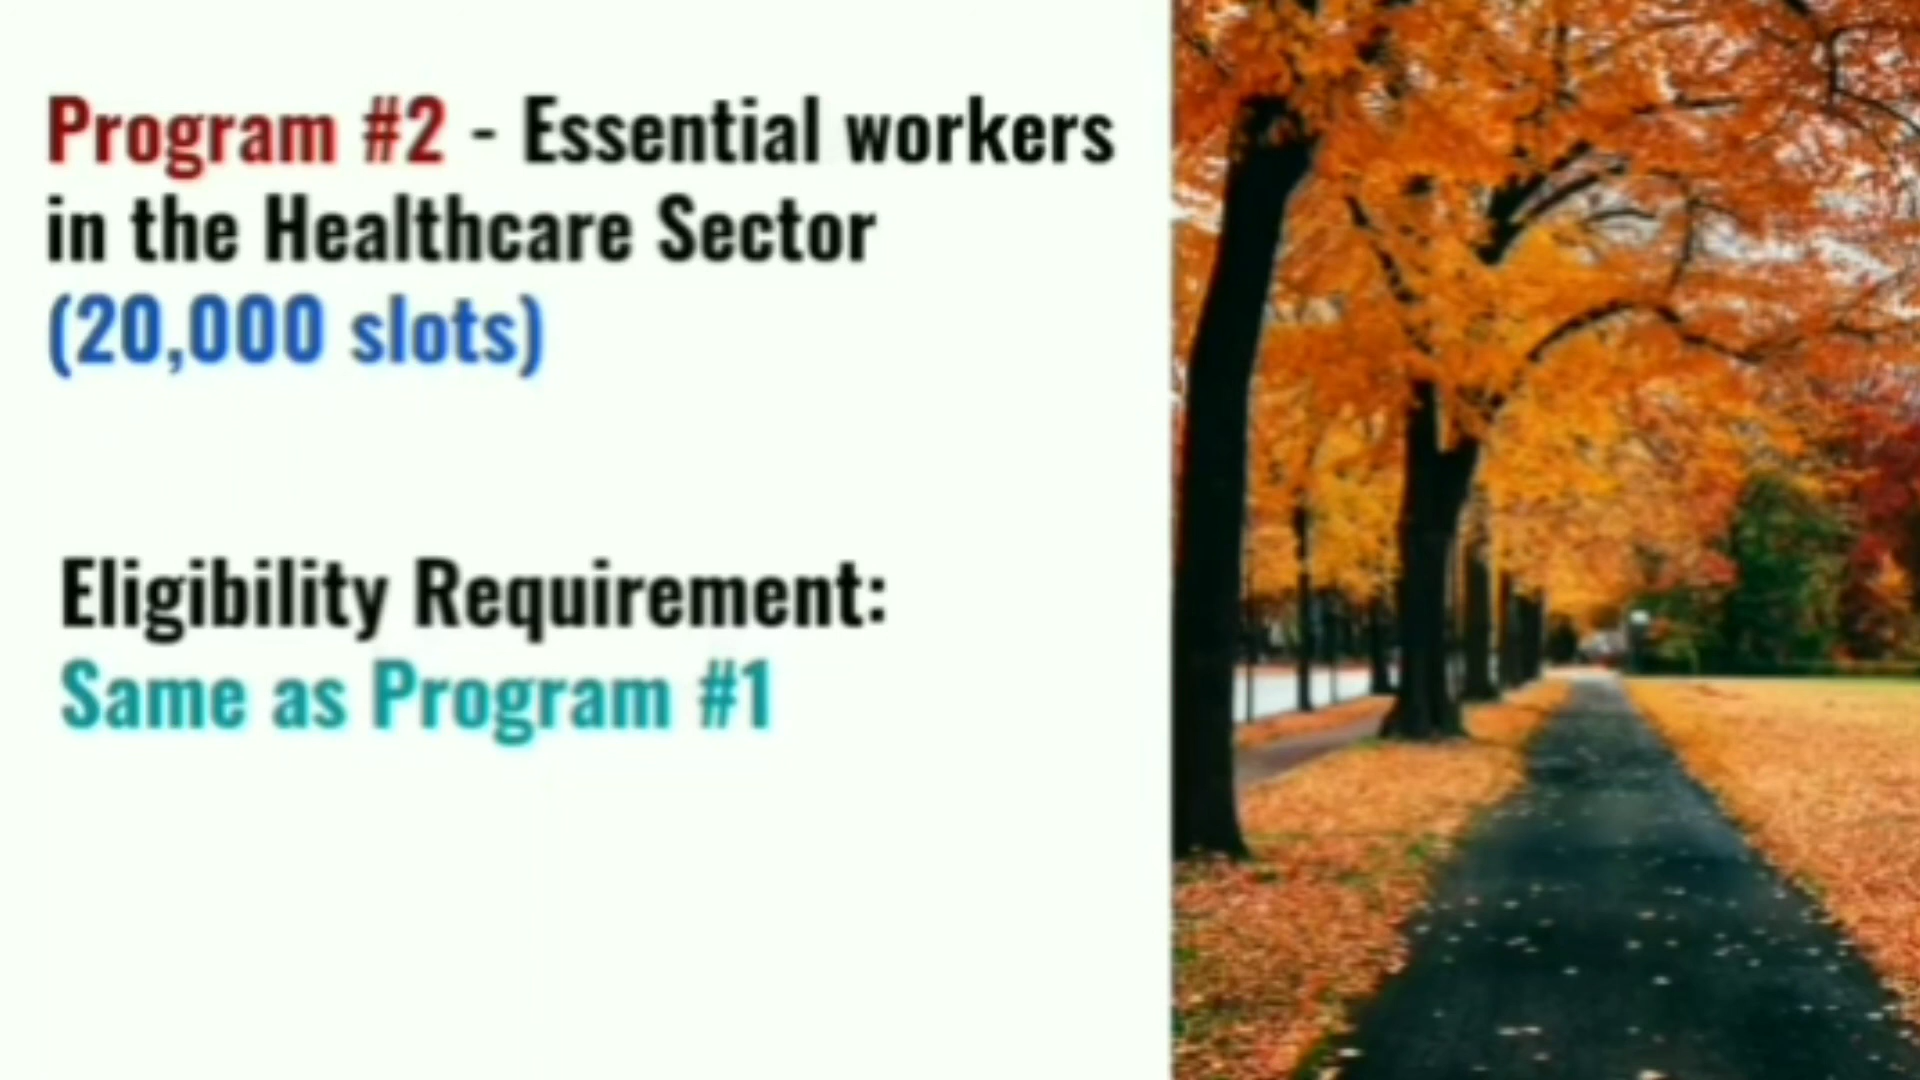 Program #2 - Essential workers
in the Healthcare Sector
(20,000 slots)
Eligibility Requirement:
Same as Program #1